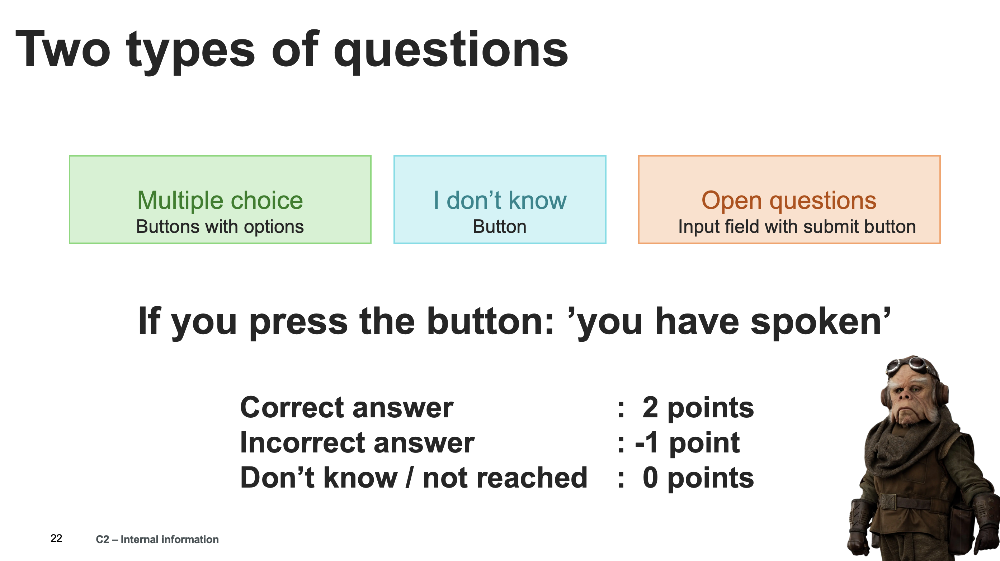 Two types of questions
Multiple choice
Buttons with options
I don’t know
Button
Open questions
Input field with submit button
If you press the button: ’you have spoken’
Correct answer : 2 points
Incorrect answer : -1 point
Don’t know / not reached : 0 points
22 C2 – Internal information